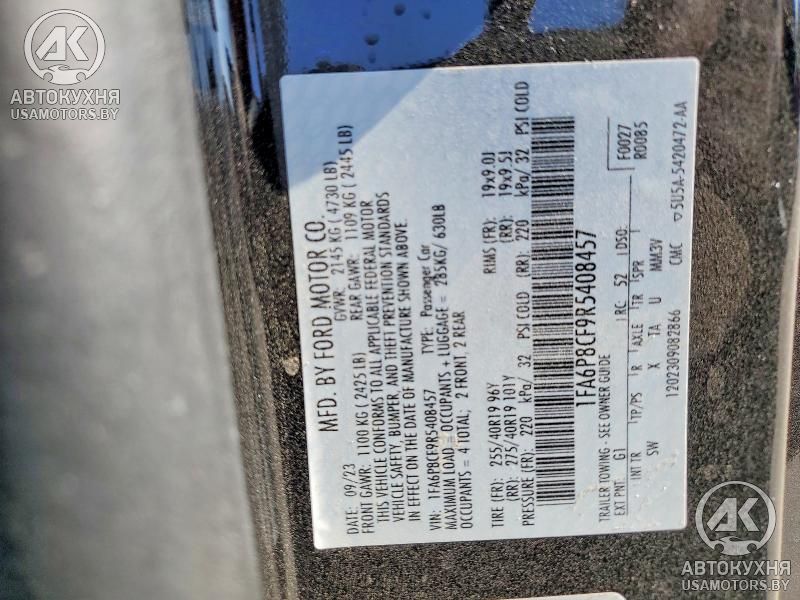 AK
АВТОКУХНЯ
USAMOTORS.BY
MFD. BY FORD MOTOR CO.
DATE: 09/23 GVWR: 2145 KG ( 4730 LB)
FRONT GAWR: 1100 KG ( 2425 LB) REAR GAWR: 1109 KG ( 2445 LB)
THIS VEHICLE CONFORMS TO ALL APPLICABLE FEDERAL MOTOR
VEHICLE SAFETY, BUMPER, AND THEFT PREVENTION STANDARDS
IN EFFECT ON THE DATE OF MANUFACTURE SHOWN ABOVE.
VIN: 1FA6P8CF9R5408457 TYPE: Passenger Car
MAXIMUM LOAD = OCCUPANTS + LUGGAGE = 285KG/ 630LB
OCCUPANTS = 4 TOTAL; 2 FRONT, 2 REAR
TIRE (FR): 255/40R19 96Y RIMS (FR): 19x9.0J
(RR): 275/40R19 101Y (RR): 19x9.5J
PRESSURE (FR): 220 kPa/ 32 PSI COLD (RR): 220 kPa/ 32 PSI COLD
1FA6P8CF9R5408457
TRAILER TOWING - SEE OWNER GUIDE
EXT PNT: G1 RC: 52 DSO: F0027
R0085
INT TR TP/PS R AXLE TR SPR
SW X TA U MM3V
1202309082866 CMC ▽5U5A-5420472-AA
AK
АВТОКУХНЯ
USAMOTORS.BY